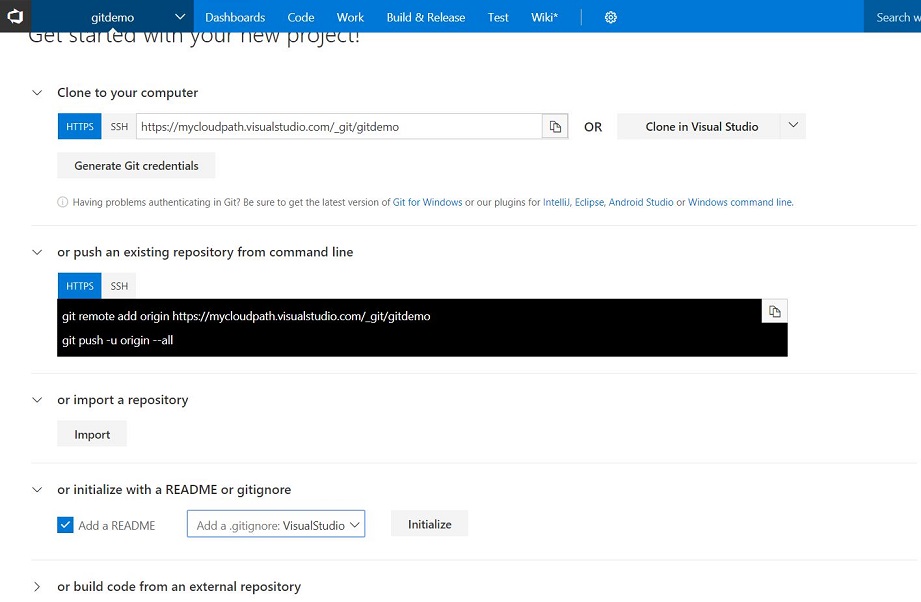 gitdemo Dashboards Code Work Build & Release Test Wiki* Search w
Get started with your new project!
Clone to your computer
HTTPS SSH https://mycloudpath.visualstudio.com/_git/gitdemo OR Clone in Visual Studio
Generate Git credentials
Having problems authenticating in Git? Be sure to get the latest version of Git for Windows or our plugins for IntelliJ, Eclipse, Android Studio or Windows command line.
or push an existing repository from command line
HTTPS SSH
git remote add origin https://mycloudpath.visualstudio.com/_git/gitdemo
git push -u origin --all
or import a repository
Import
or initialize with a README or gitignore
Add a README Add a .gitignore: VisualStudio Initialize
or build code from an external repository